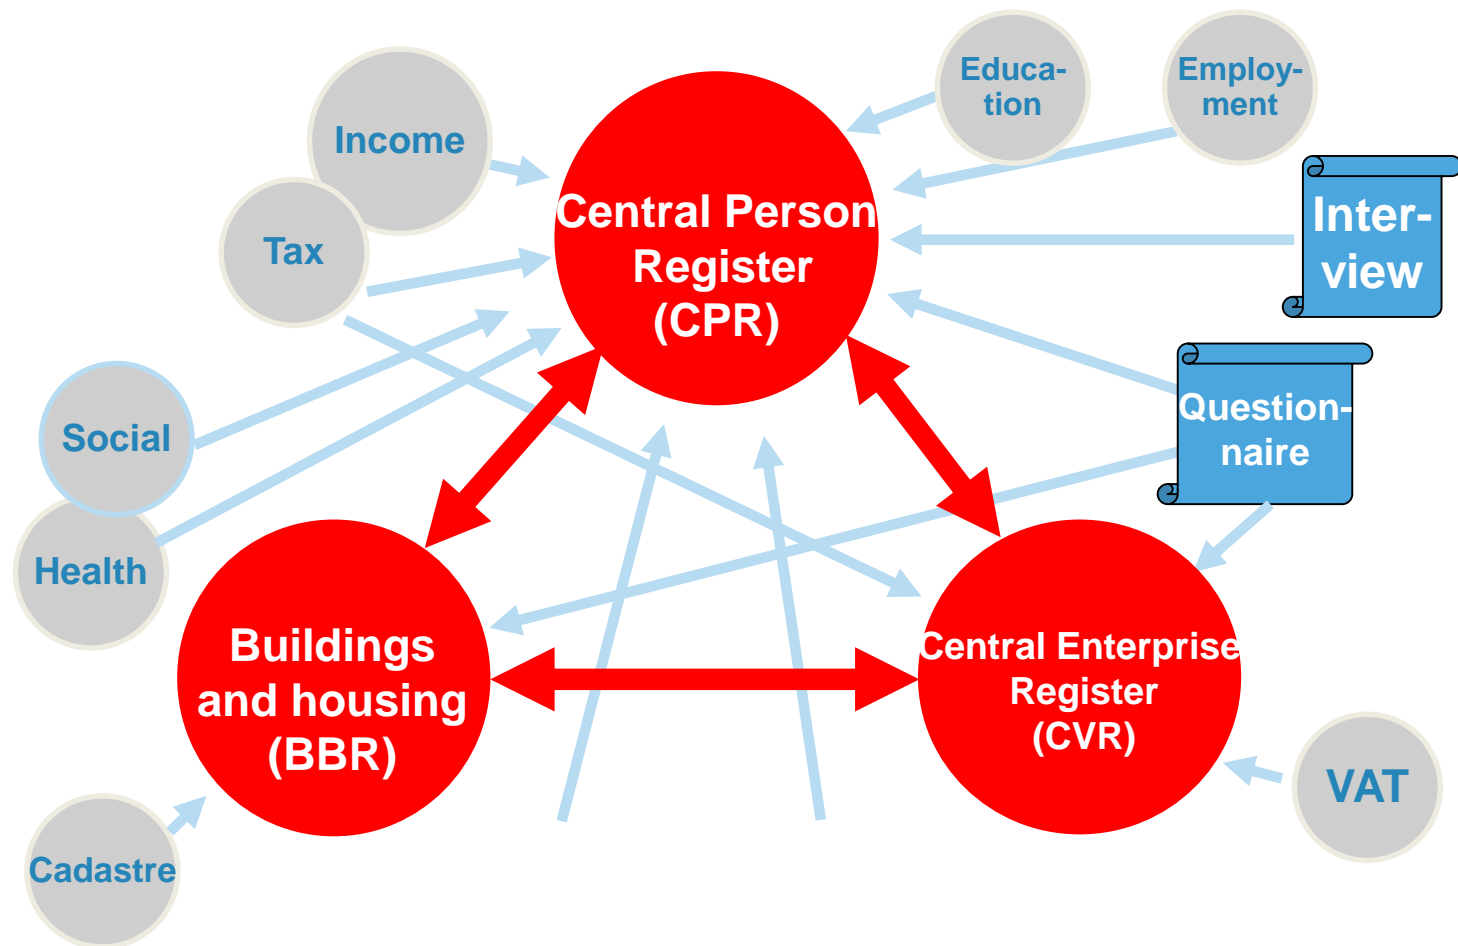 Educa-
tion
Employ-
ment
Income
Central Person
Register
(CPR)
Inter-
view
Tax
Question-
naire
Social
Health
Buildings
and housing
(BBR)
Central Enterprise
Register
(CVR)
VAT
Cadastre